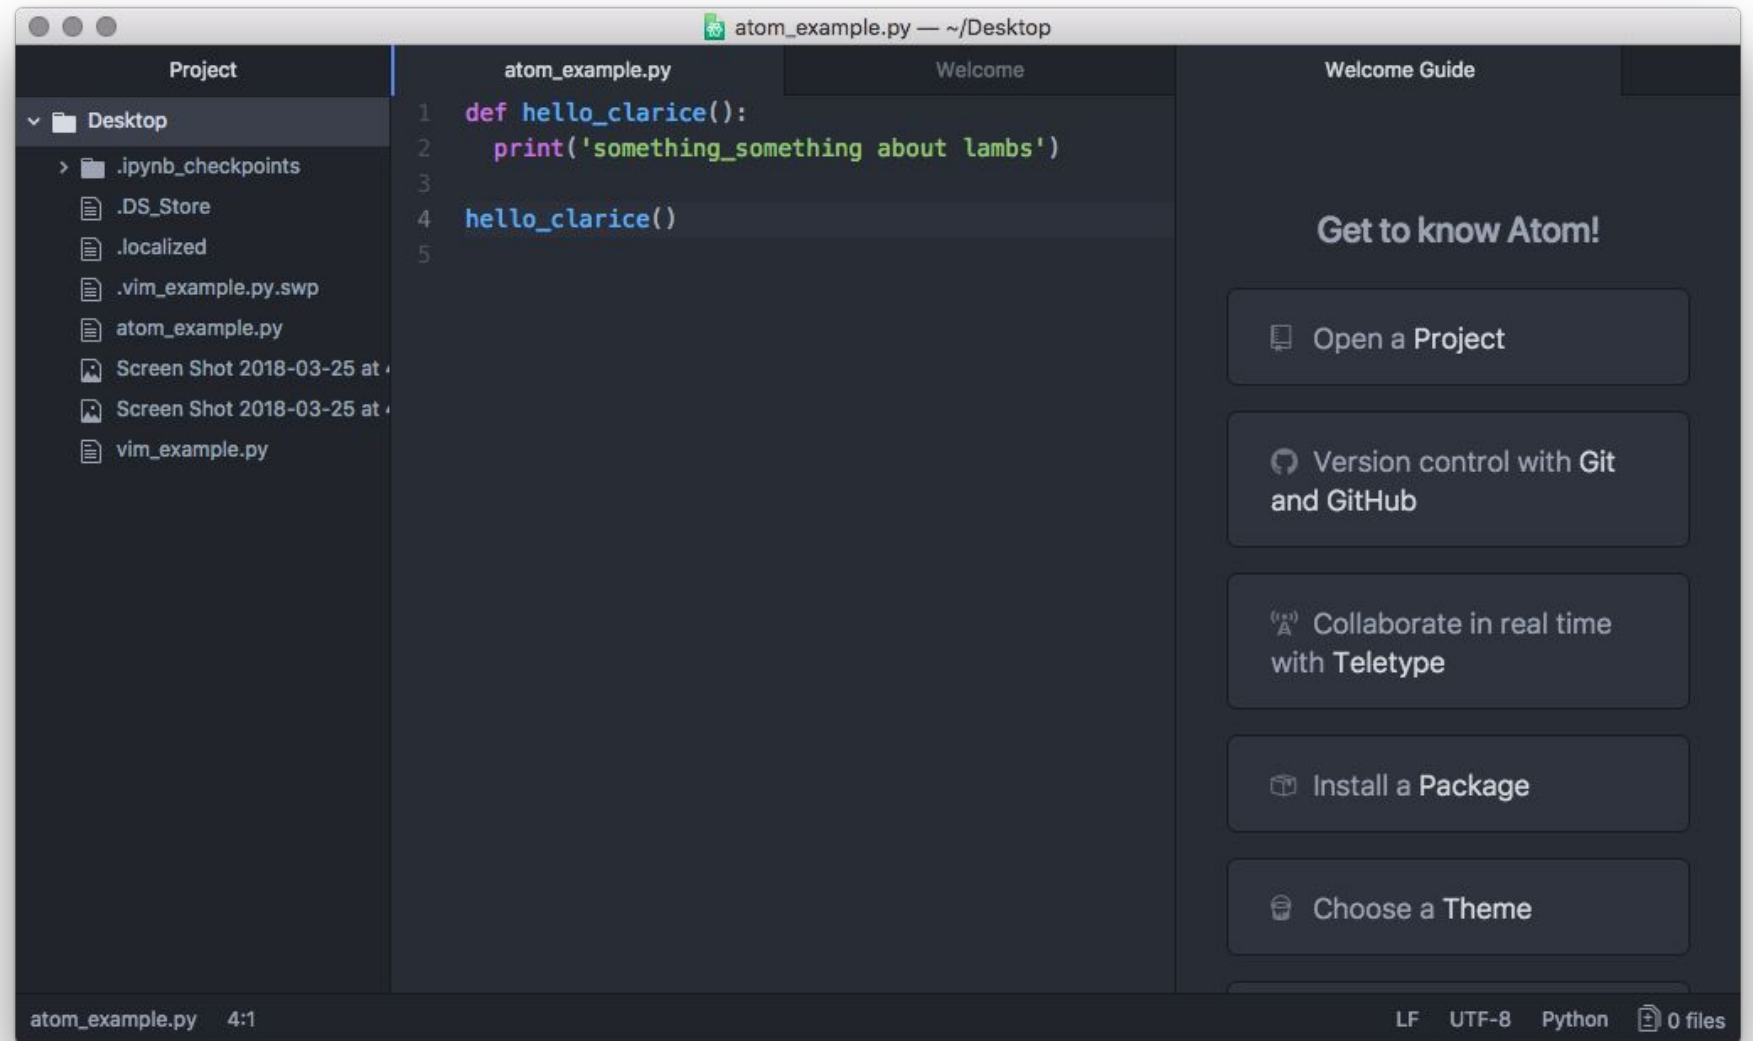 atom_example.py — ~/Desktop
Project
Desktop
.ipynb_checkpoints
.DS_Store
.localized
.vim_example.py.swp
atom_example.py
Screen Shot 2018-03-25 at
Screen Shot 2018-03-25 at
vim_example.py
atom_example.py
Welcome
1 def hello_clarice():
2   print('something_something about lambs')
3
4 hello_clarice()
5
Welcome Guide
Get to know Atom!
Open a Project
Version control with Git
and GitHub
Collaborate in real time
with Teletype
Install a Package
Choose a Theme
atom_example.py 4:1
LF UTF-8 Python 0 files